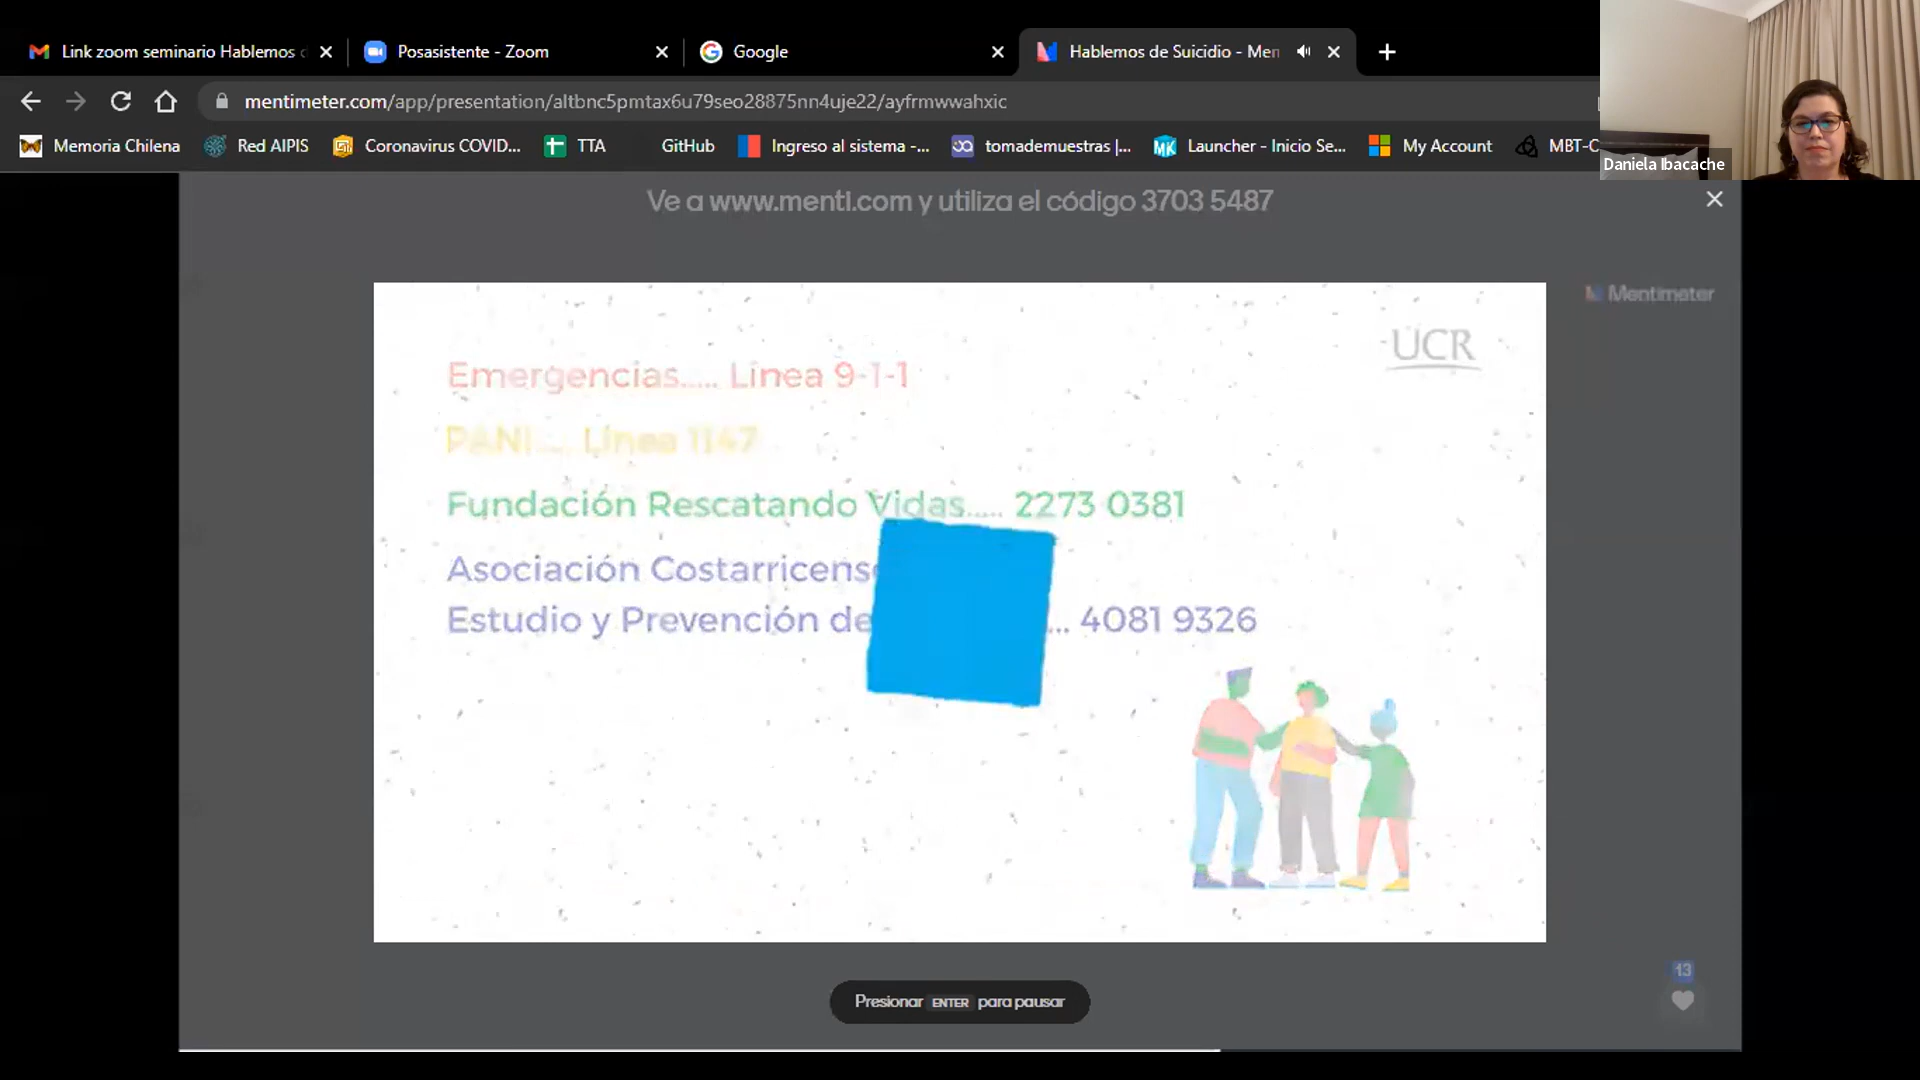 Link zoom seminario Hablemos
Posasistente - Zoom
Google
Hablemos de Suicidio - Men
mentimeter.com/app/presentation/altbnc5pmtax6u79seo28875nn4uje22/ayfrmwwahxic
Memoria Chilena
Red AIPIS
Coronavirus COVID...
TTA
GitHub
Ingreso al sistema -...
tomademuestras |...
Launcher - Inicio Se...
My Account
MBT-C
Daniela Ibacache
Ve a www.menti.com y utiliza el código 3703 5487
Mentimeter
UCR
Emergencias..... Línea 9-1-1
PANI..... Línea 1147
Fundación Rescatando Vidas..... 2273 0381
Asociación Costarricense
Estudio y Prevención de ... 4081 9326
13
Presionar ENTER para pausar